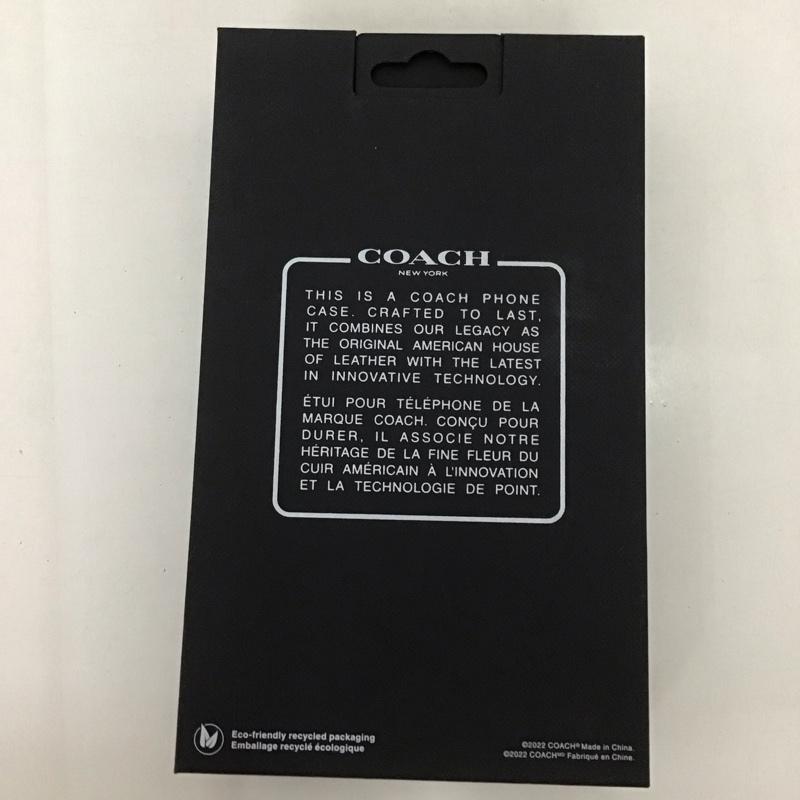 COACH
NEW YORK
THIS IS A COACH PHONE
CASE. CRAFTED TO LAST,
IT COMBINES OUR LEGACY AS
THE ORIGINAL AMERICAN HOUSE
OF LEATHER WITH THE LATEST
IN INNOVATIVE TECHNOLOGY.
ÉTUI POUR TÉLÉPHONE DE LA
MARQUE COACH. CONÇU POUR
DURER, IL ASSOCIE NOTRE
HÉRITAGE DE LA FINE FLEUR DU
CUIR AMÉRICAIN À L'INNOVATION
ET LA TECHNOLOGIE DE POINT.
Eco-friendly recycled packaging
Emballage recyclé écologique
©2022 COACH® Made in China.
©2022 COACHᴹᴰ Fabriqué en Chine.